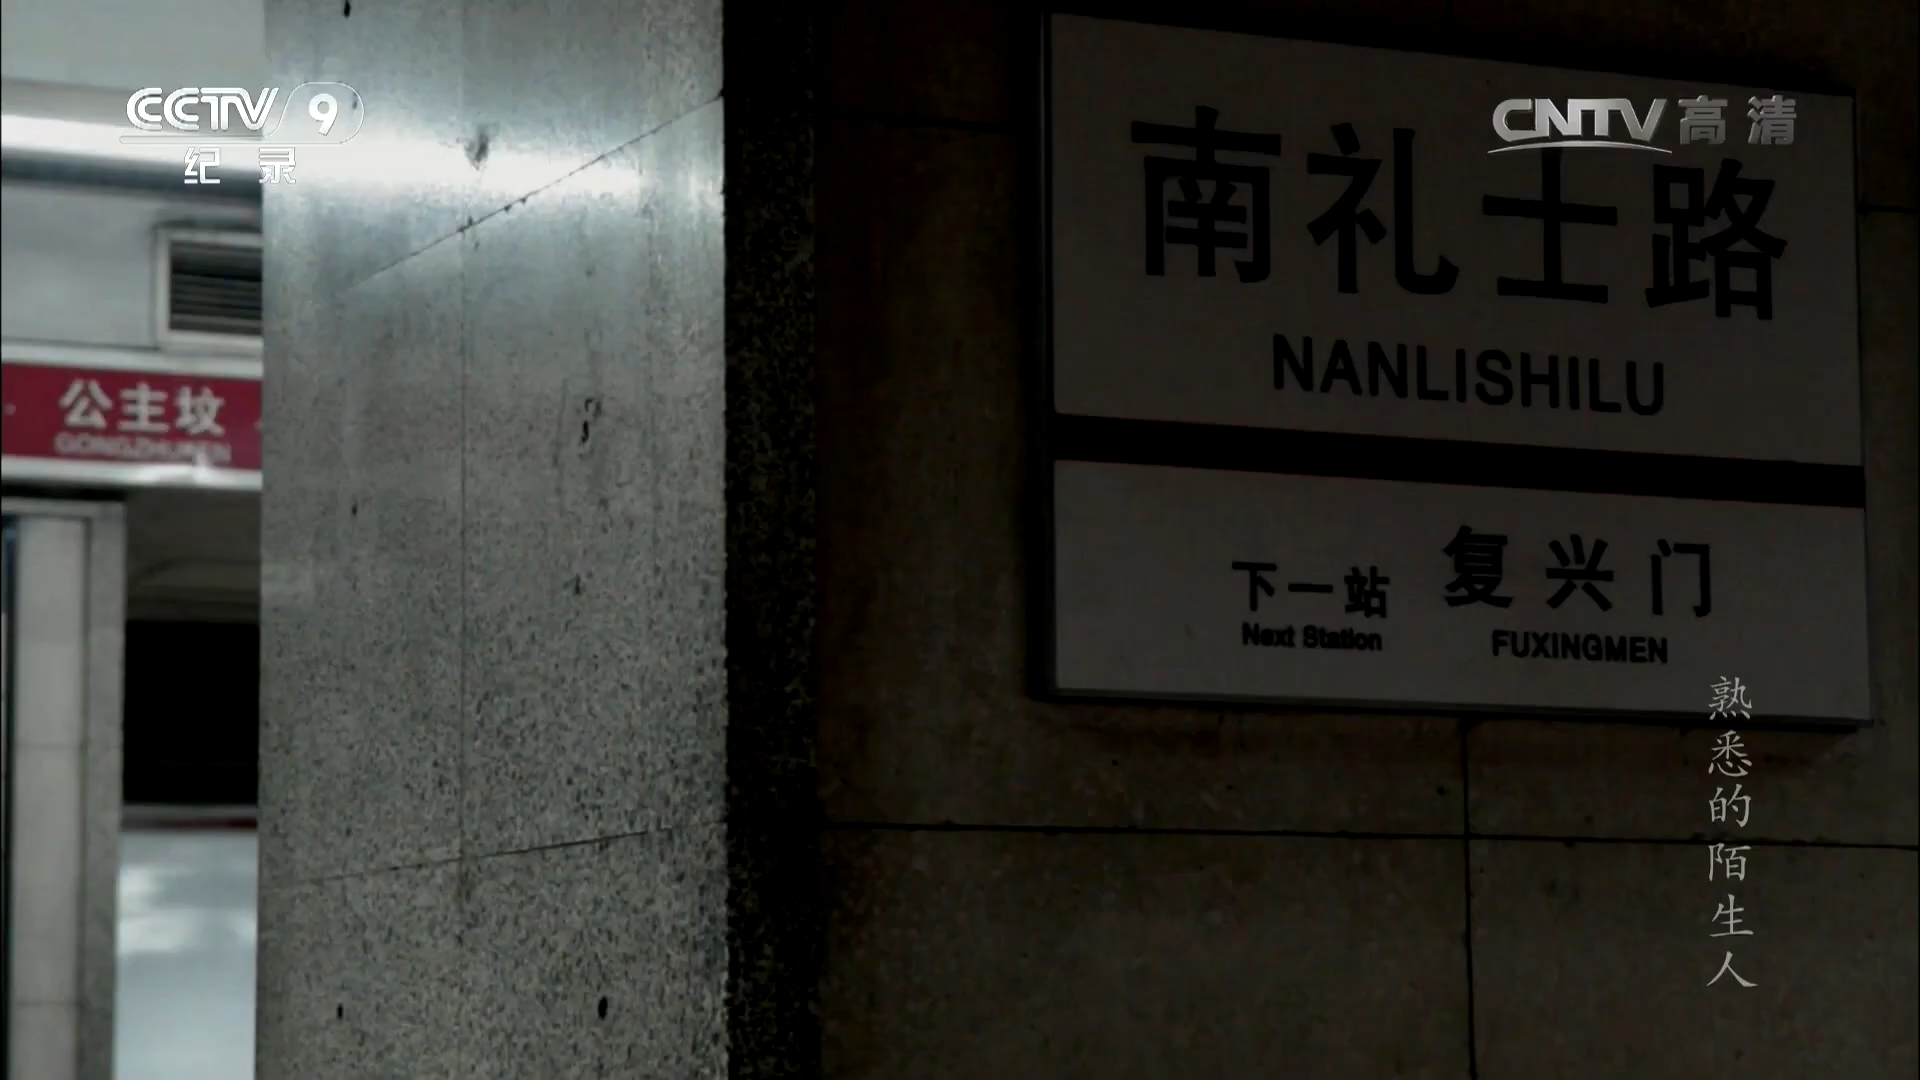 CCTV 9
纪录
CNTV高清
南礼士路
NANLISHILU
公主坟
GONGZHUFEN
下一站 复兴门
Next Station FUXINGMEN
熟悉的陌生人